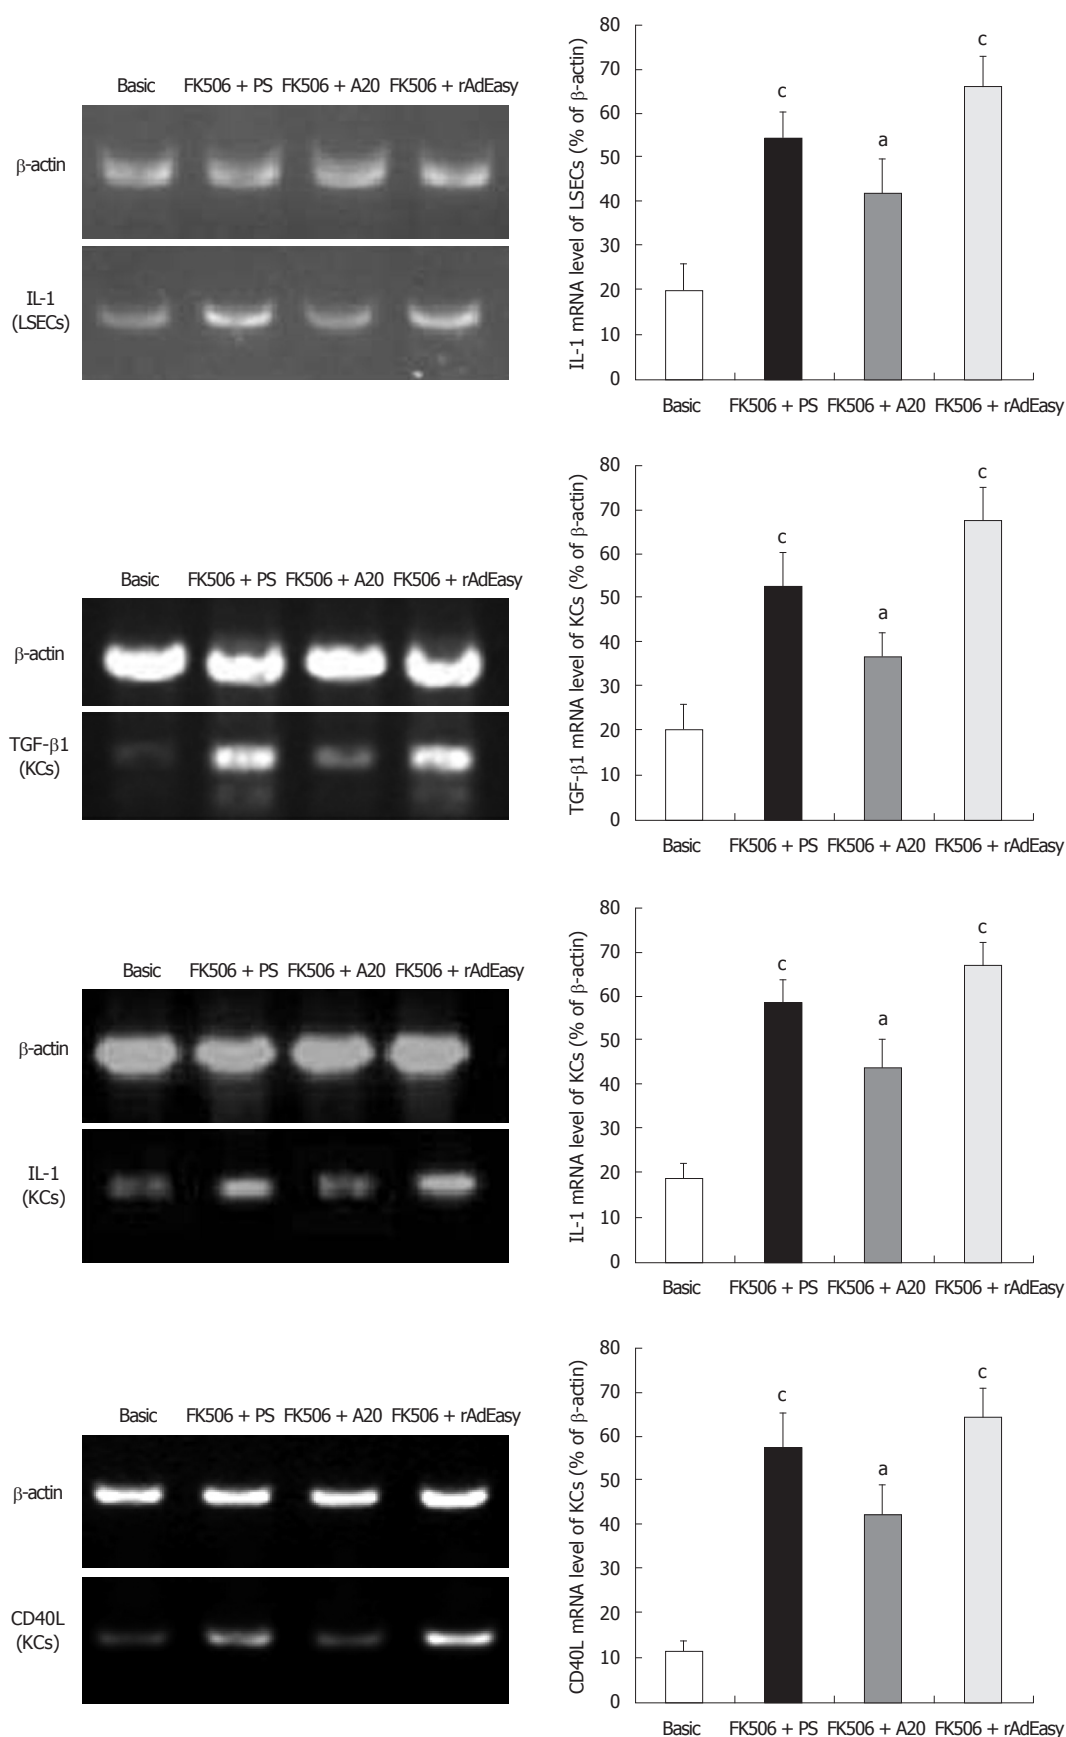 Basic FK506 + PS FK506 + A20 FK506 + rAdEasy
β-actin
IL-1
(LSECs)
IL-1 mRNA level of LSECs (% of β-actin)
80
70
60
50
40
30
20
10
0
c
a
c
Basic FK506 + PS FK506 + A20 FK506 + rAdEasy
Basic FK506 + PS FK506 + A20 FK506 + rAdEasy
β-actin
TGF-β1
(KCs)
TGF-β1 mRNA level of KCs (% of β-actin)
80
70
60
50
40
30
20
10
0
c
a
c
Basic FK506 + PS FK506 + A20 FK506 + rAdEasy
Basic FK506 + PS FK506 + A20 FK506 + rAdEasy
β-actin
IL-1
(KCs)
IL-1 mRNA level of KCs (% of β-actin)
80
70
60
50
40
30
20
10
0
c
a
c
Basic FK506 + PS FK506 + A20 FK506 + rAdEasy
Basic FK506 + PS FK506 + A20 FK506 + rAdEasy
β-actin
CD40L
(KCs)
CD40L mRNA level of KCs (% of β-actin)
80
70
60
50
40
30
20
10
0
c
a
c
Basic FK506 + PS FK506 + A20 FK506 + rAdEasy